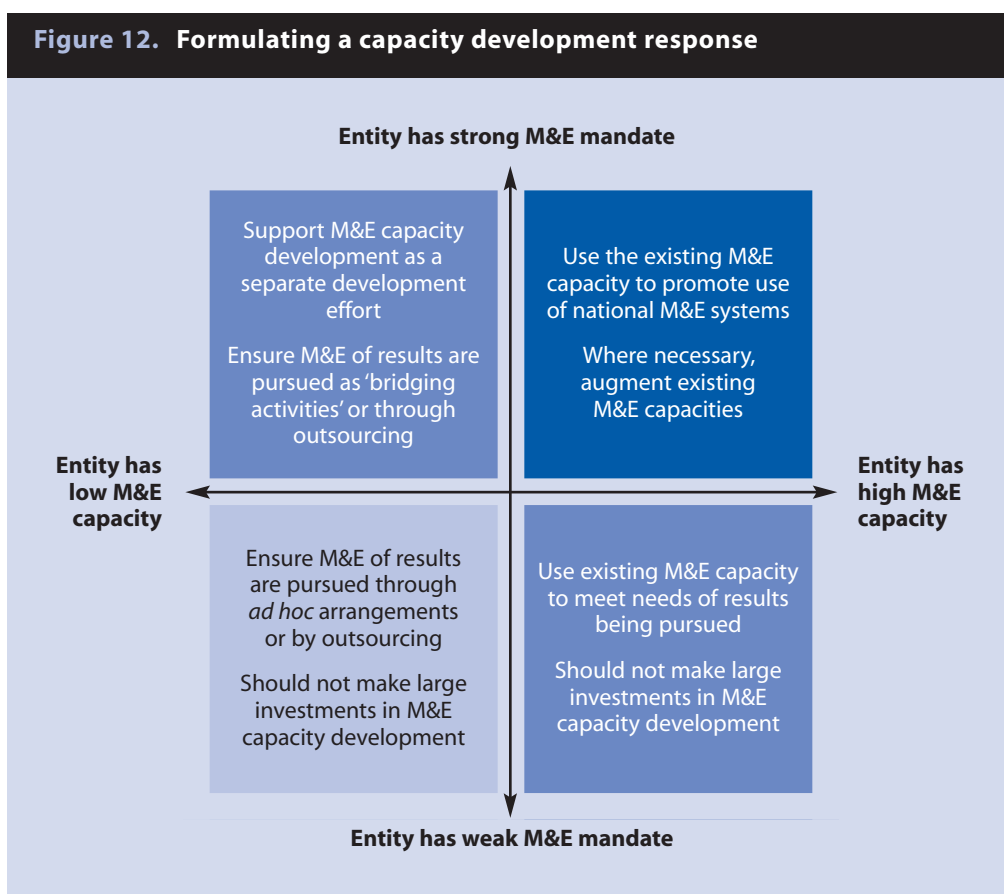 Figure 12. Formulating a capacity development response
Entity has strong M&E mandate
Support M&E capacity
development as a
separate development
effort
Ensure M&E of results are
pursued as ‘bridging
activities’ or through
outsourcing
Use the existing M&E
capacity to promote use
of national M&E systems
Where necessary,
augment existing
M&E capacities
Entity has
low M&E
capacity
Entity has
high M&E
capacity
Ensure M&E of results
are pursued through
ad hoc arrangements
or by outsourcing
Should not make large
investments in M&E
capacity development
Use existing M&E capacity
to meet needs of results
being pursued
Should not make large
investments in M&E
capacity development
Entity has weak M&E mandate